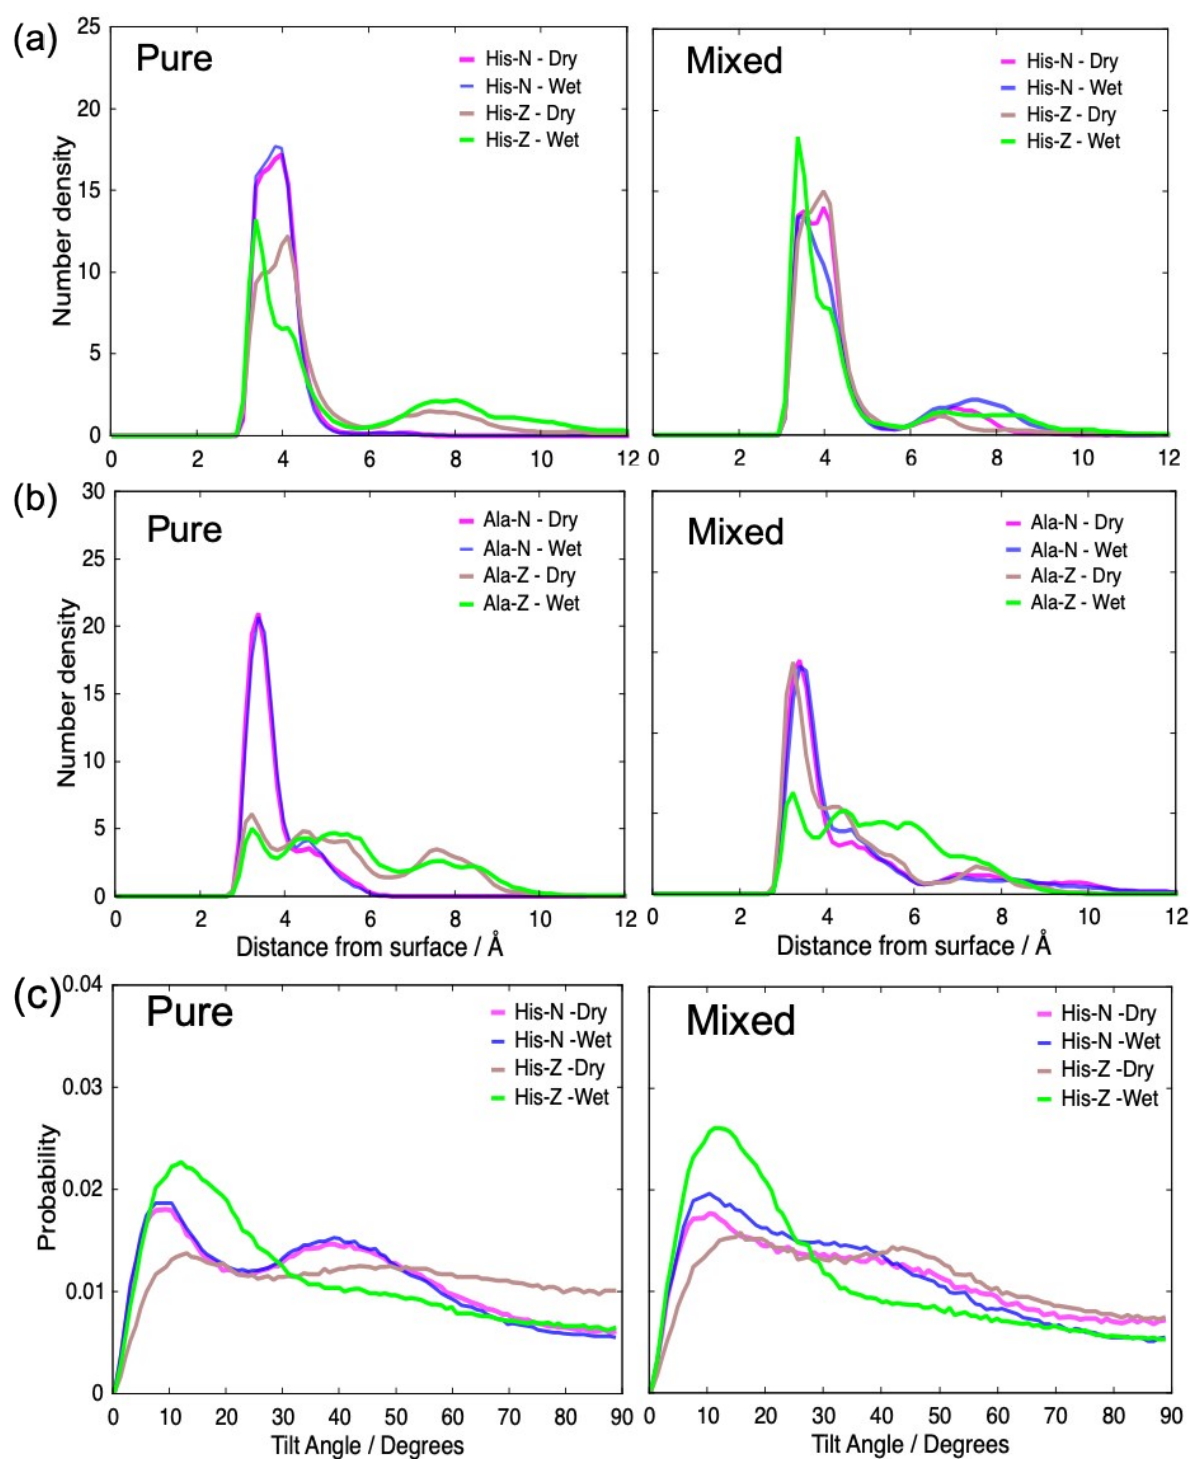 (a)
Pure
His-N - Dry
His-N - Wet
His-Z - Dry
His-Z - Wet
Number density
25
20
15
10
5
0
0 2 4 6 8 10 12
Mixed
His-N - Dry
His-N - Wet
His-Z - Dry
His-Z - Wet
0 2 4 6 8 10 12
(b)
Pure
Ala-N - Dry
Ala-N - Wet
Ala-Z - Dry
Ala-Z - Wet
Number density
30
25
20
15
10
5
0
0 2 4 6 8 10 12
Distance from surface / Å
Mixed
Ala-N - Dry
Ala-N - Wet
Ala-Z - Dry
Ala-Z - Wet
0 2 4 6 8 10 12
Distance from surface / Å
(c)
Pure
His-N -Dry
His-N -Wet
His-Z -Dry
His-Z -Wet
Probability
0.04
0.03
0.02
0.01
0
0 10 20 30 40 50 60 70 80 90
Tilt Angle / Degrees
Mixed
His-N -Dry
His-N -Wet
His-Z -Dry
His-Z -Wet
0 10 20 30 40 50 60 70 80 90
Tilt Angle / Degrees